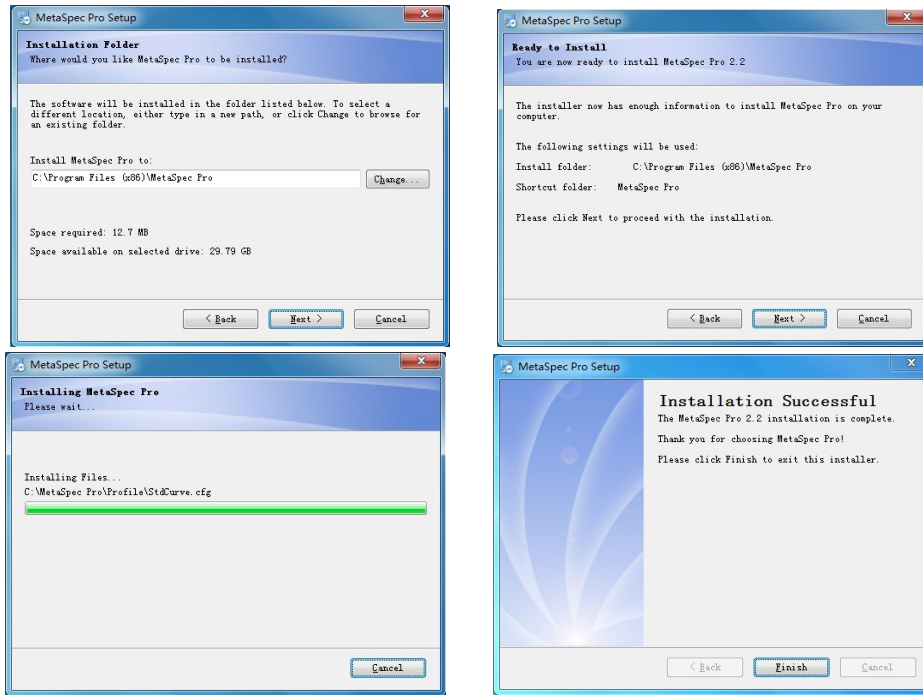 MetaSpec Pro Setup
Installation Folder
Where would you like MetaSpec Pro to be installed?
The software will be installed in the folder listed below. To select a
different location, either type in a new path, or click Change to browse for
an existing folder.
Install MetaSpec Pro to:
C:\Program Files (x86)\MetaSpec Pro
Change...
Space required: 12.7 MB
Space available on selected drive: 29.79 GB
< Back
Next >
Cancel
MetaSpec Pro Setup
Ready to Install
You are now ready to install MetaSpec Pro 2.2
The installer now has enough information to install MetaSpec Pro on your
computer.
The following settings will be used:
Install folder: C:\Program Files (x86)\MetaSpec Pro
Shortcut folder: MetaSpec Pro
Please click Next to proceed with the installation.
< Back
Next >
Cancel
MetaSpec Pro Setup
Installing MetaSpec Pro
Please wait...
Installing Files...
C:\MetaSpec Pro\Profile\StdCurve.cfg
Cancel
MetaSpec Pro Setup
Installation Successful
The MetaSpec Pro 2.2 installation is complete.
Thank you for choosing MetaSpec Pro!
Please click Finish to exit this installer.
< Back
Finish
Cancel